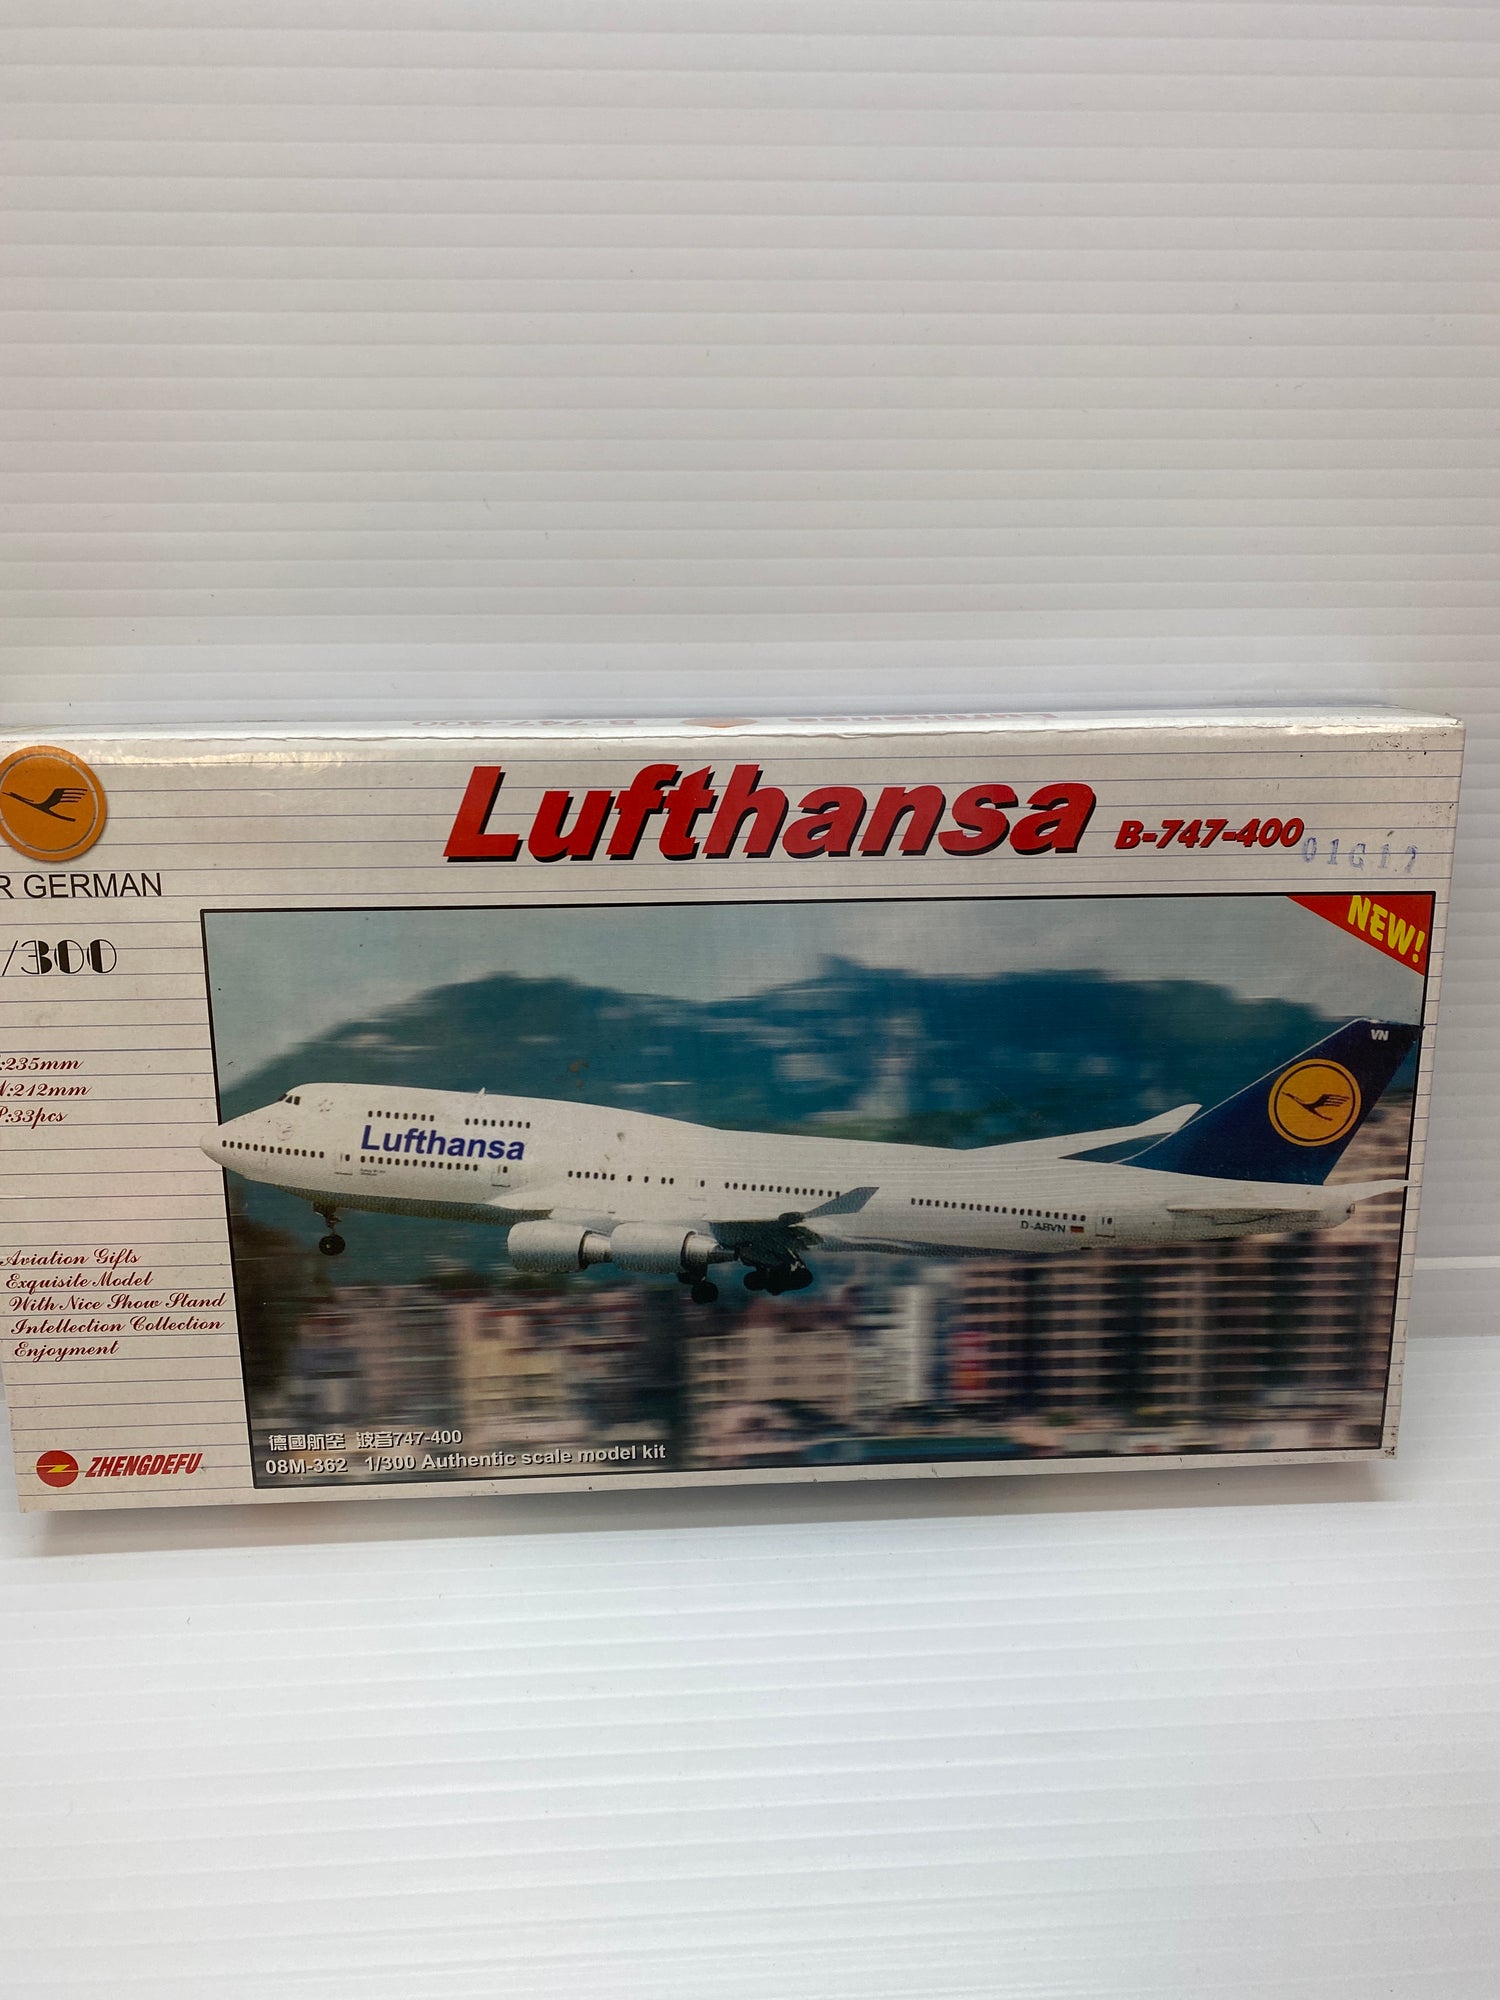 Lufthansa B-747-400
R GERMAN
/300
NEW!
:235mm
:212mm
:33pcs
VN
Lufthansa
D-ABVN
Aviation Gifts
Exquisite Model
With Nice Show Stand
Intellection Collection
Enjoyment
ZHENGDEFU
德國航空 波音747-400
08M-362 1/300 Authentic scale model kit